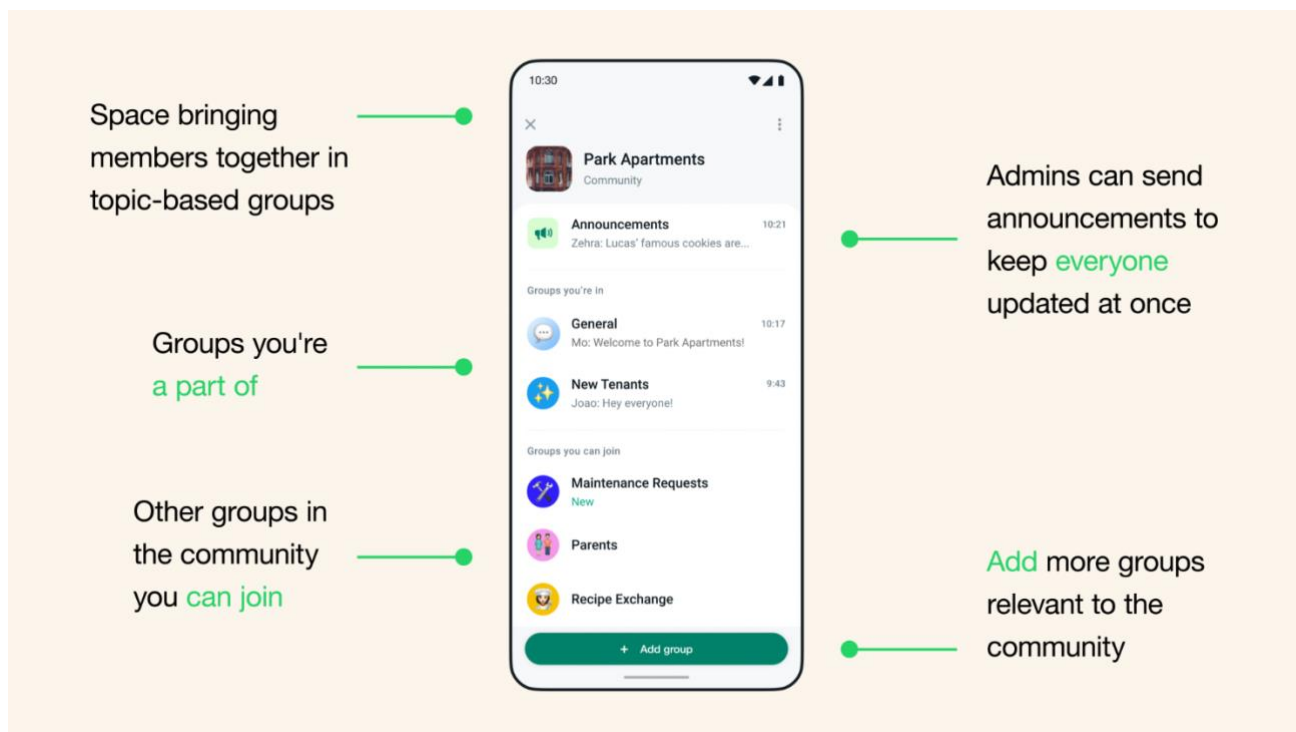 Space bringing
members together in
topic-based groups
Groups you're
a part of
Other groups in
the community
you can join
10:30
Park Apartments
Community
Announcements 10:21
Zehra: Lucas' famous cookies are...
Groups you're in
General 10:17
Mo: Welcome to Park Apartments!
New Tenants 9:43
Joao: Hey everyone!
Groups you can join
Maintenance Requests
New
Parents
Recipe Exchange
+ Add group
Admins can send
announcements to
keep everyone
updated at once
Add more groups
relevant to the
community